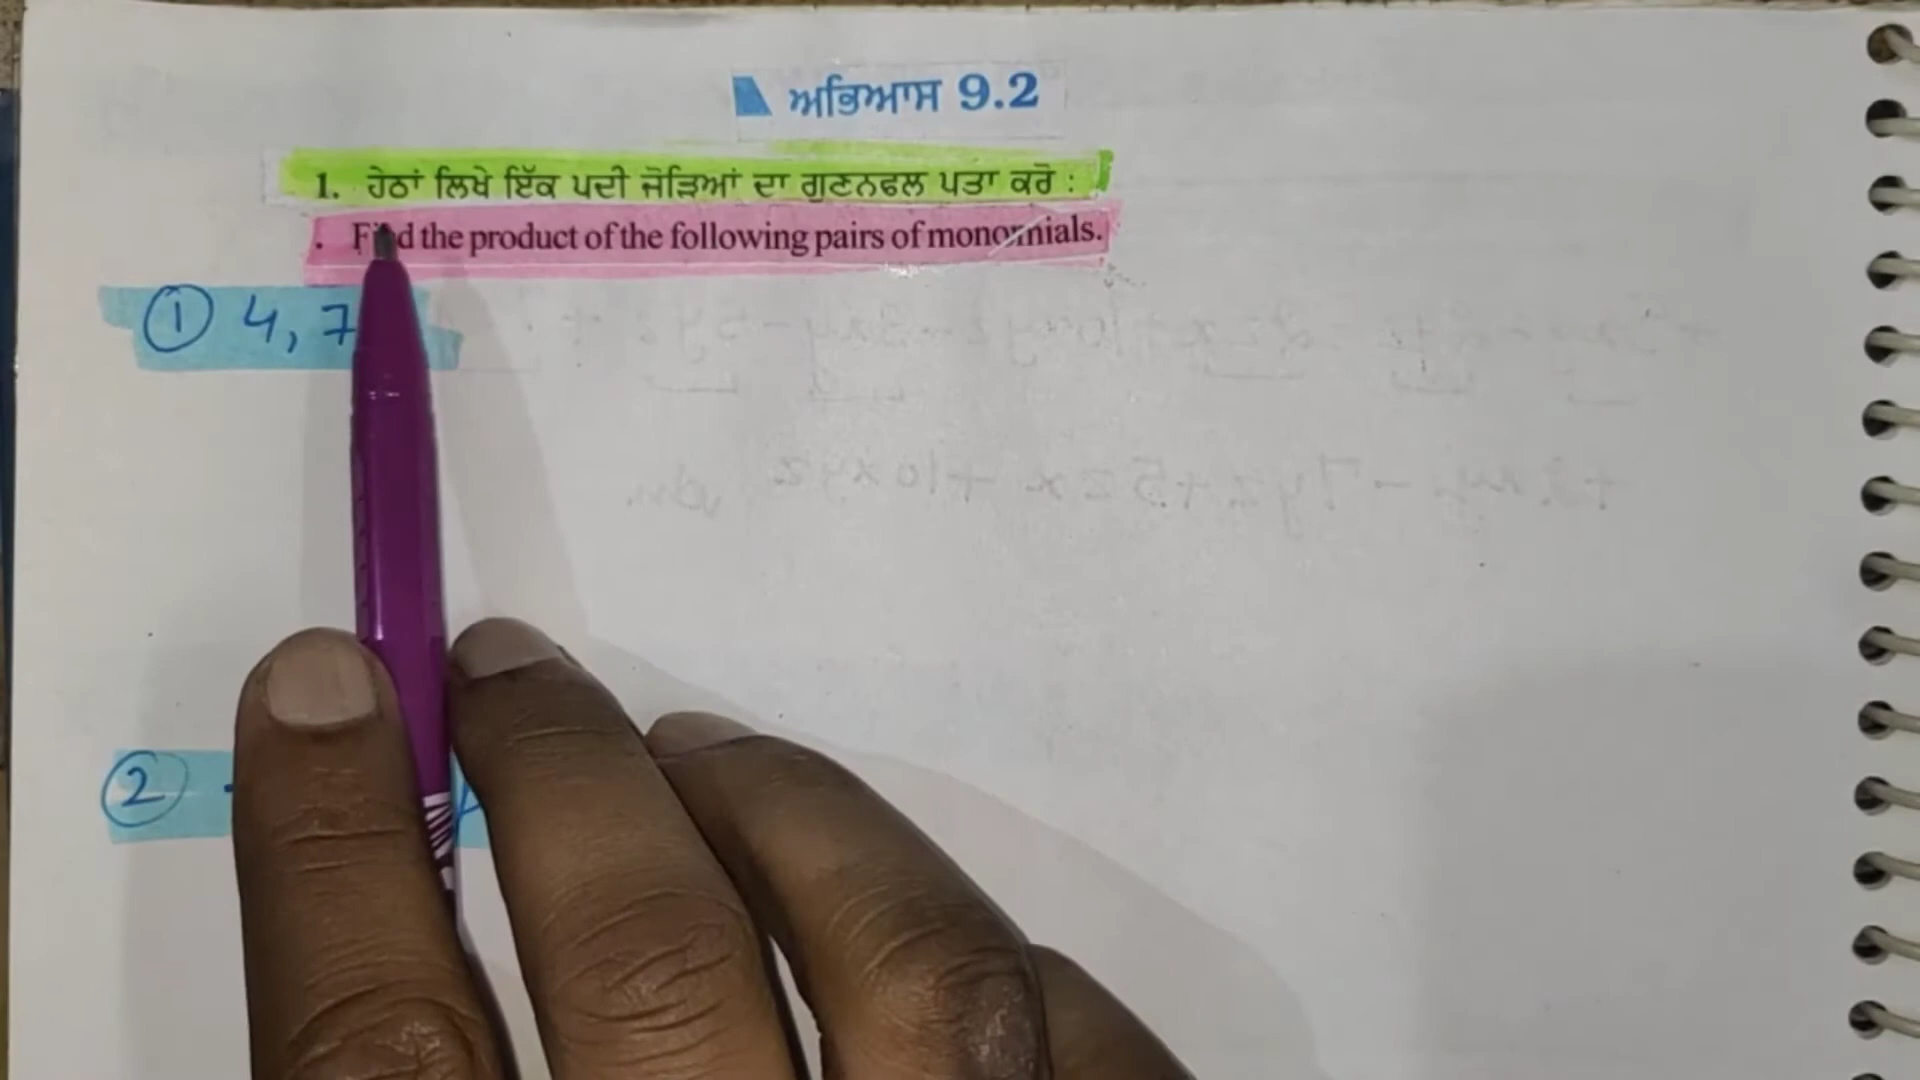 ਅਭਿਆਸ 9.2
1. ਹੇਠਾਂ ਲਿਖੇ ਇੱਕ ਪਦੀ ਜੋੜਿਆਂ ਦਾ ਗੁਣਨਫਲ ਪਤਾ ਕਰੋ :
. Find the product of the following pairs of monomials.
① 4, 7
②